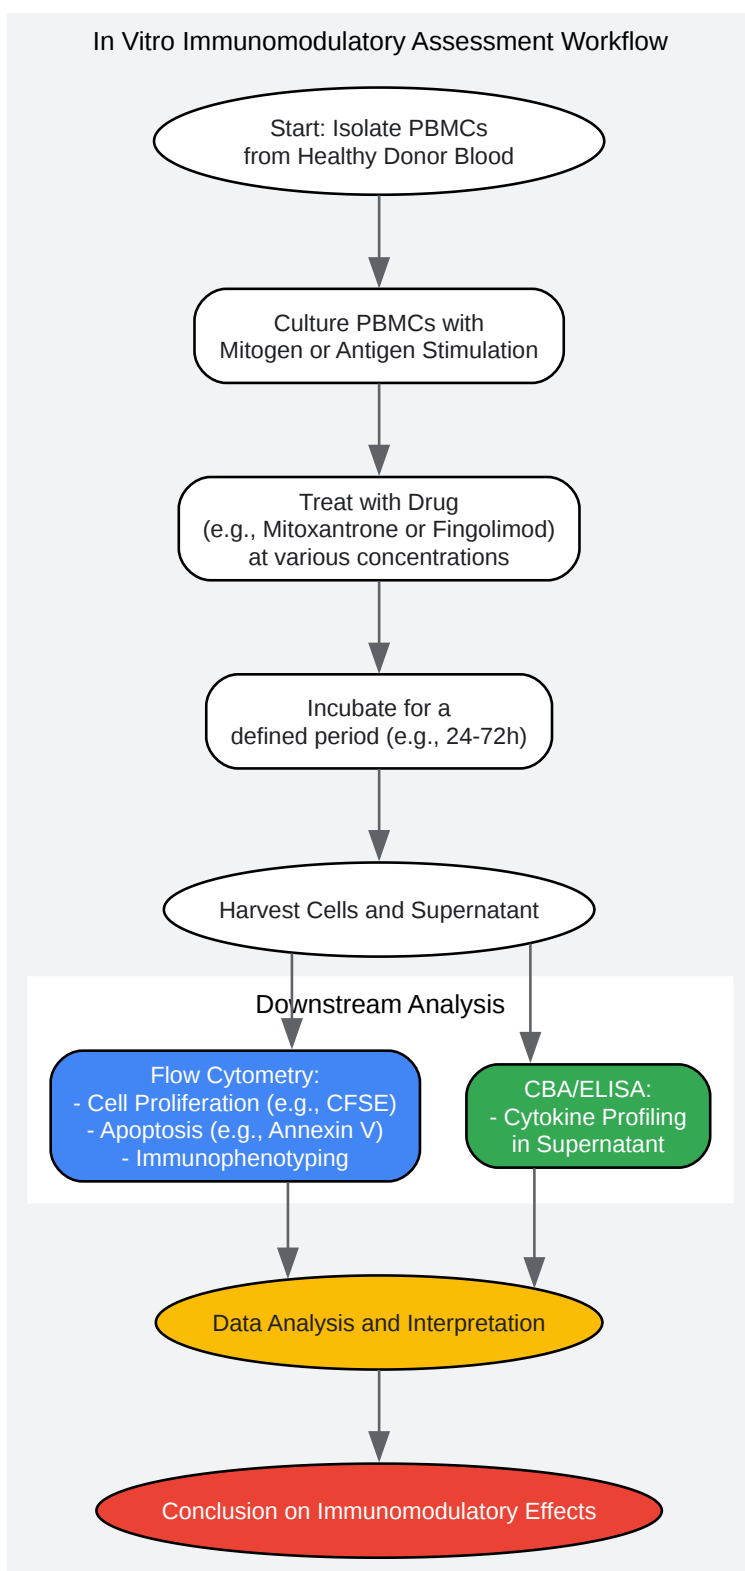 In Vitro Immunomodulatory Assessment Workflow
Start: Isolate PBMCs
from Healthy Donor Blood
Culture PBMCs with
Mitogen or Antigen Stimulation
Treat with Drug
(e.g., Mitoxantrone or Fingolimod)
at various concentrations
Incubate for a
defined period (e.g., 24-72h)
Harvest Cells and Supernatant
Downstream Analysis
Flow Cytometry:
- Cell Proliferation (e.g., CFSE)
- Apoptosis (e.g., Annexin V)
- Immunophenotyping
CBA/ELISA:
- Cytokine Profiling
in Supernatant
Data Analysis and Interpretation
Conclusion on Immunomodulatory Effects